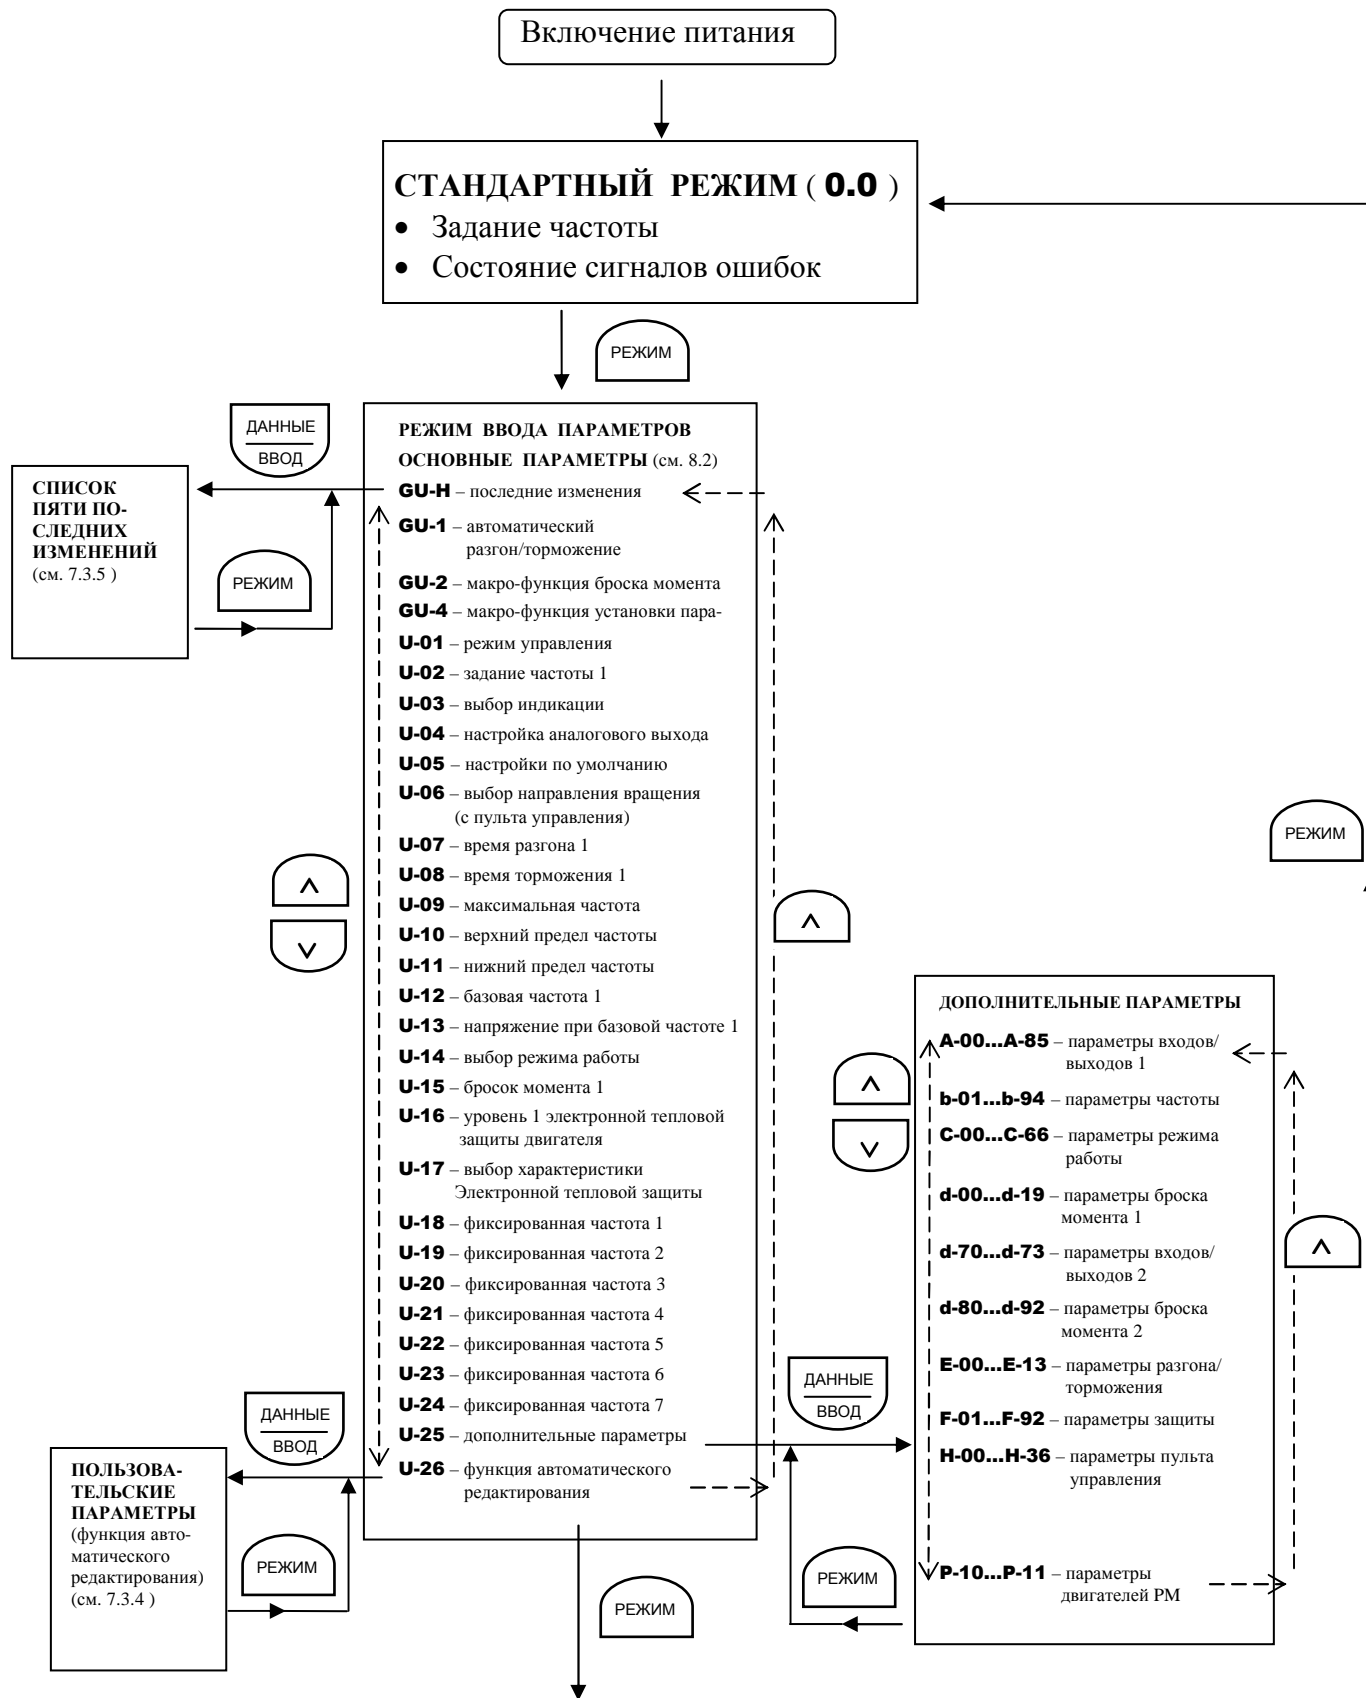 Включение питания
СТАНДАРТНЫЙ РЕЖИМ ( 0.0 )
• Задание частоты
• Состояние сигналов ошибок
РЕЖИМ
ДАННЫЕ
ВВОД
СПИСОК
ПЯТИ ПО-
СЛЕДНИХ
ИЗМЕНЕНИЙ
(см. 7.3.5 )
РЕЖИМ
РЕЖИМ ВВОДА ПАРАМЕТРОВ
ОСНОВНЫЕ ПАРАМЕТРЫ (см. 8.2)
GU-H – последние изменения
GU-1 – автоматический
разгон/торможение
GU-2 – макро-функция броска момента
GU-4 – макро-функция установки пара-
U-01 – режим управления
U-02 – задание частоты 1
U-03 – выбор индикации
U-04 – настройка аналогового выхода
U-05 – настройки по умолчанию
U-06 – выбор направления вращения
(с пульта управления)
U-07 – время разгона 1
U-08 – время торможения 1
U-09 – максимальная частота
U-10 – верхний предел частоты
U-11 – нижний предел частоты
U-12 – базовая частота 1
U-13 – напряжение при базовой частоте 1
U-14 – выбор режима работы
U-15 – бросок момента 1
U-16 – уровень 1 электронной тепловой
защиты двигателя
U-17 – выбор характеристики
Электронной тепловой защиты
U-18 – фиксированная частота 1
U-19 – фиксированная частота 2
U-20 – фиксированная частота 3
U-21 – фиксированная частота 4
U-22 – фиксированная частота 5
U-23 – фиксированная частота 6
U-24 – фиксированная частота 7
U-25 – дополнительные параметры
U-26 – функция автоматического
редактирования
ДАННЫЕ
ВВОД
ПОЛЬЗОВА-
ТЕЛЬСКИЕ
ПАРАМЕТРЫ
(функция авто-
матического
редактирования)
(см. 7.3.4 )
РЕЖИМ
РЕЖИМ
ДАННЫЕ
ВВОД
РЕЖИМ
РЕЖИМ
ДОПОЛНИТЕЛЬНЫЕ ПАРАМЕТРЫ
A-00...A-85 – параметры входов/
выходов 1
b-01...b-94 – параметры частоты
C-00...C-66 – параметры режима
работы
d-00...d-19 – параметры броска
момента 1
d-70...d-73 – параметры входов/
выходов 2
d-80...d-92 – параметры броска
момента 2
E-00...E-13 – параметры разгона/
торможения
F-01...F-92 – параметры защиты
H-00...H-36 – параметры пульта
управления
P-10...P-11 – параметры
двигателей PM